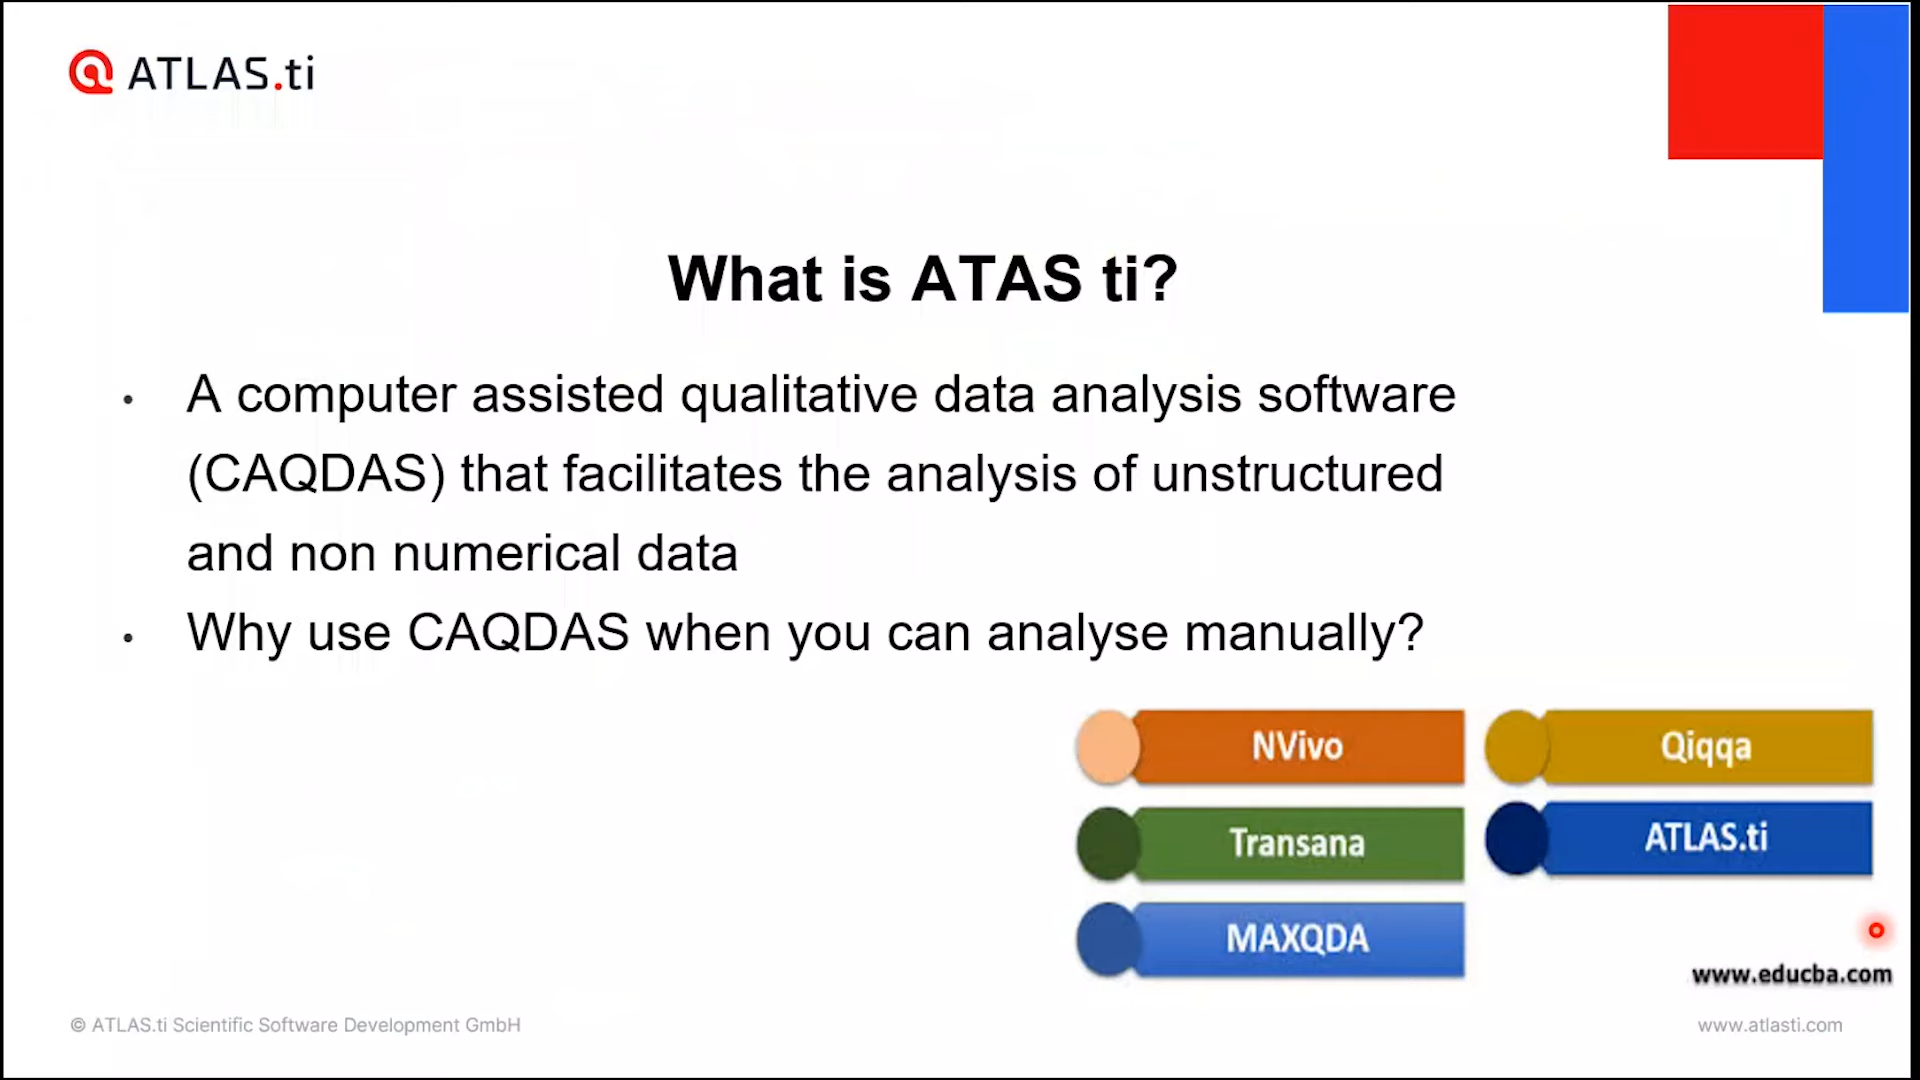 ATLAS.ti
What is ATAS ti?
• A computer assisted qualitative data analysis software
(CAQDAS) that facilitates the analysis of unstructured
and non numerical data
• Why use CAQDAS when you can analyse manually?
NVivo
Qiqqa
Transana
ATLAS.ti
MAXQDA
www.educba.com
© ATLAS.ti Scientific Software Development GmbH
www.atlasti.com